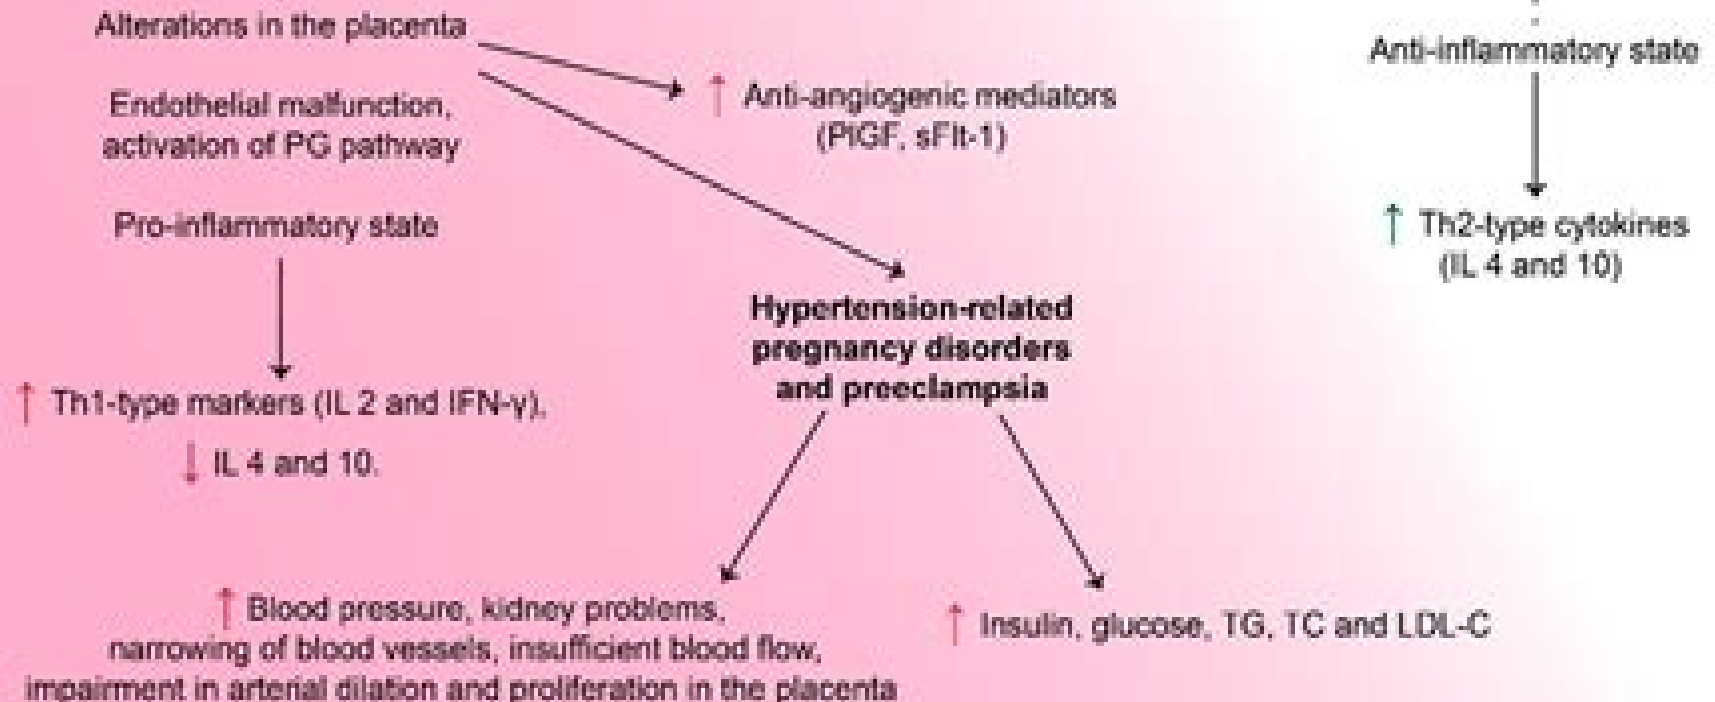 Alterations in the placenta
Endothelial malfunction,
activation of PG pathway
Pro-inflammatory state
↑ Th1-type markers (IL 2 and IFN-γ),
↓ IL 4 and 10.
↑ Anti-angiogenic mediators
(PlGF, sFlt-1)
Hypertension-related
pregnancy disorders
and preeclampsia
↑ Blood pressure, kidney problems,
narrowing of blood vessels, insufficient blood flow,
impairment in arterial dilation and proliferation in the placenta
↑ Insulin, glucose, TG, TC and LDL-C
Anti-inflammatory state
↑ Th2-type cytokines
(IL 4 and 10)